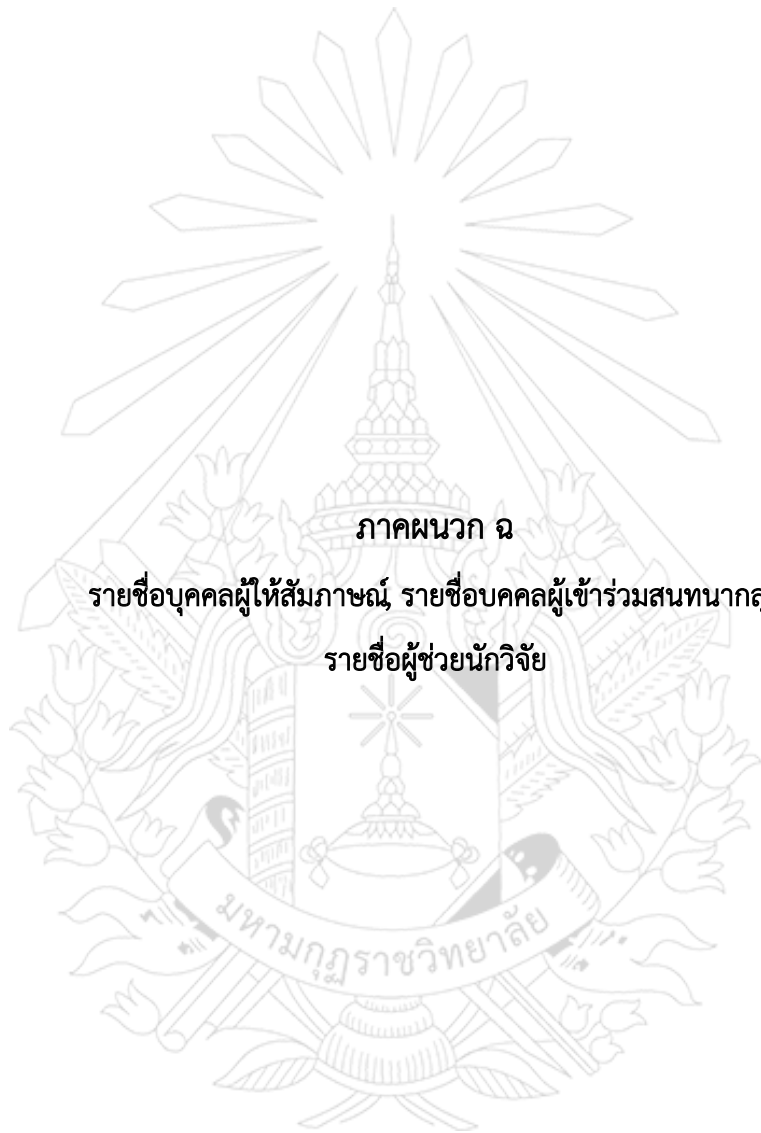 ภาคผนวก ฉ
รายชื่อบุคคลผู้ให้สัมภาษณ์, รายชื่อบคคลผู้เข้าร่วมสนทนากล
รายชื่อผู้ช่วยนักวิจัย
มหามกุฏราชวิทยาลัย